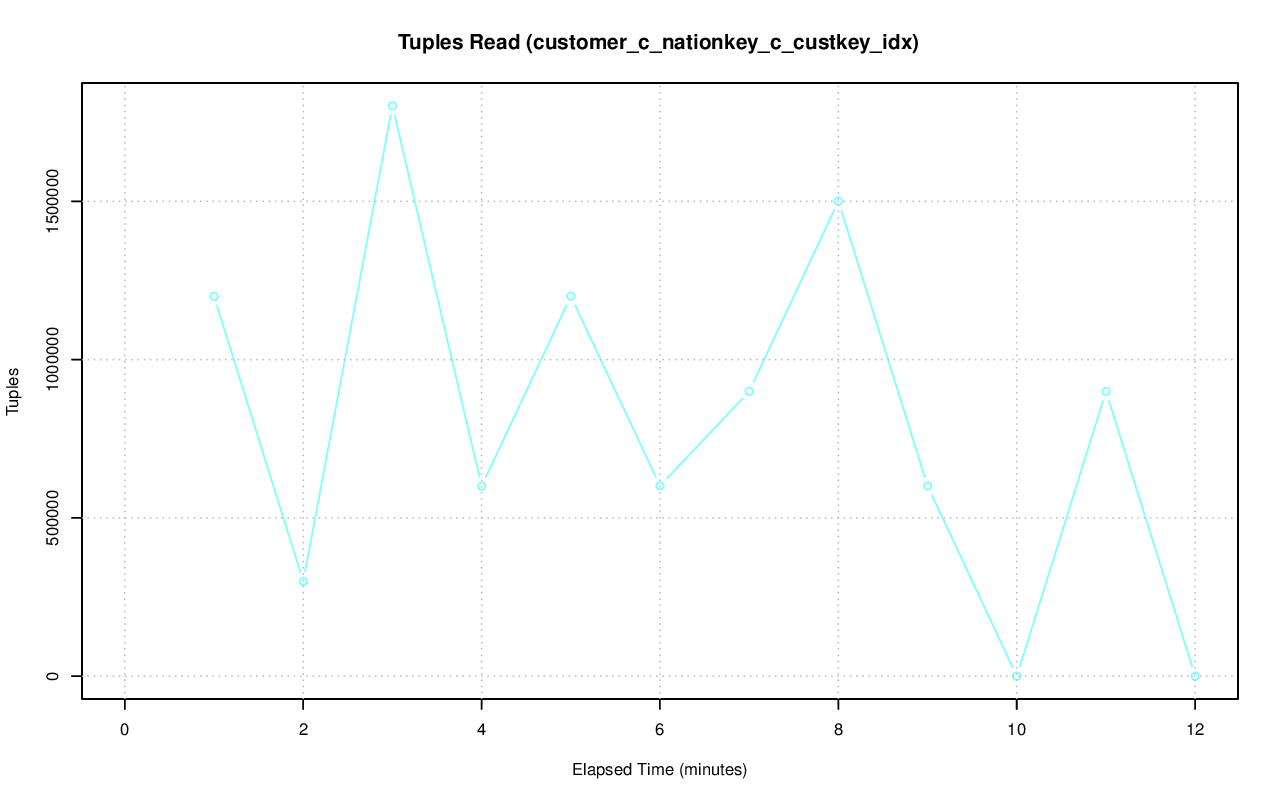 Tuples Read (customer_c_nationkey_c_custkey_idx)
Tuples
1500000
1000000
500000
0
0 2 4 6 8 10 12
Elapsed Time (minutes)